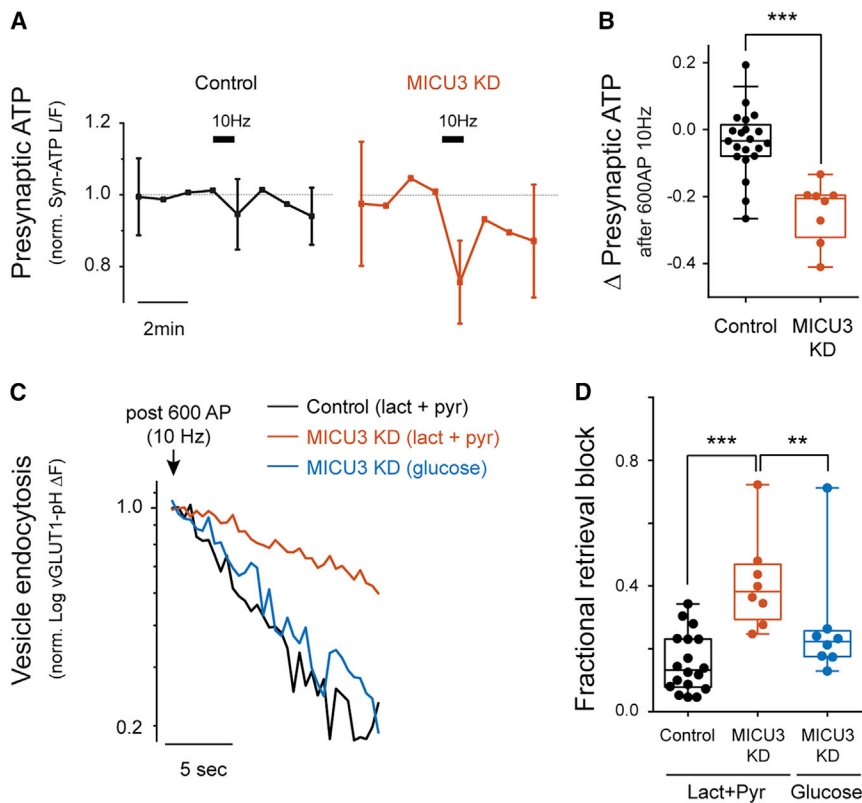 A
Control
MICU3 KD
10Hz
10Hz
Presynaptic ATP
(norm. Syn-ATP L/F)
1.2
1.0
0.8
2min
B
***
Δ Presynaptic ATP
after 600AP 10Hz
0.2
0.0
-0.2
-0.4
Control
MICU3
KD
C
post 600 AP
(10 Hz)
Control (lact + pyr)
MICU3 KD (lact + pyr)
MICU3 KD (glucose)
Vesicle endocytosis
(norm. Log vGLUT1-pH ΔF)
1.0
0.2
5 sec
D
***
**
Fractional retrieval block
0.8
0.4
0.0
Control
MICU3
KD
MICU3
KD
Lact+Pyr
Glucose